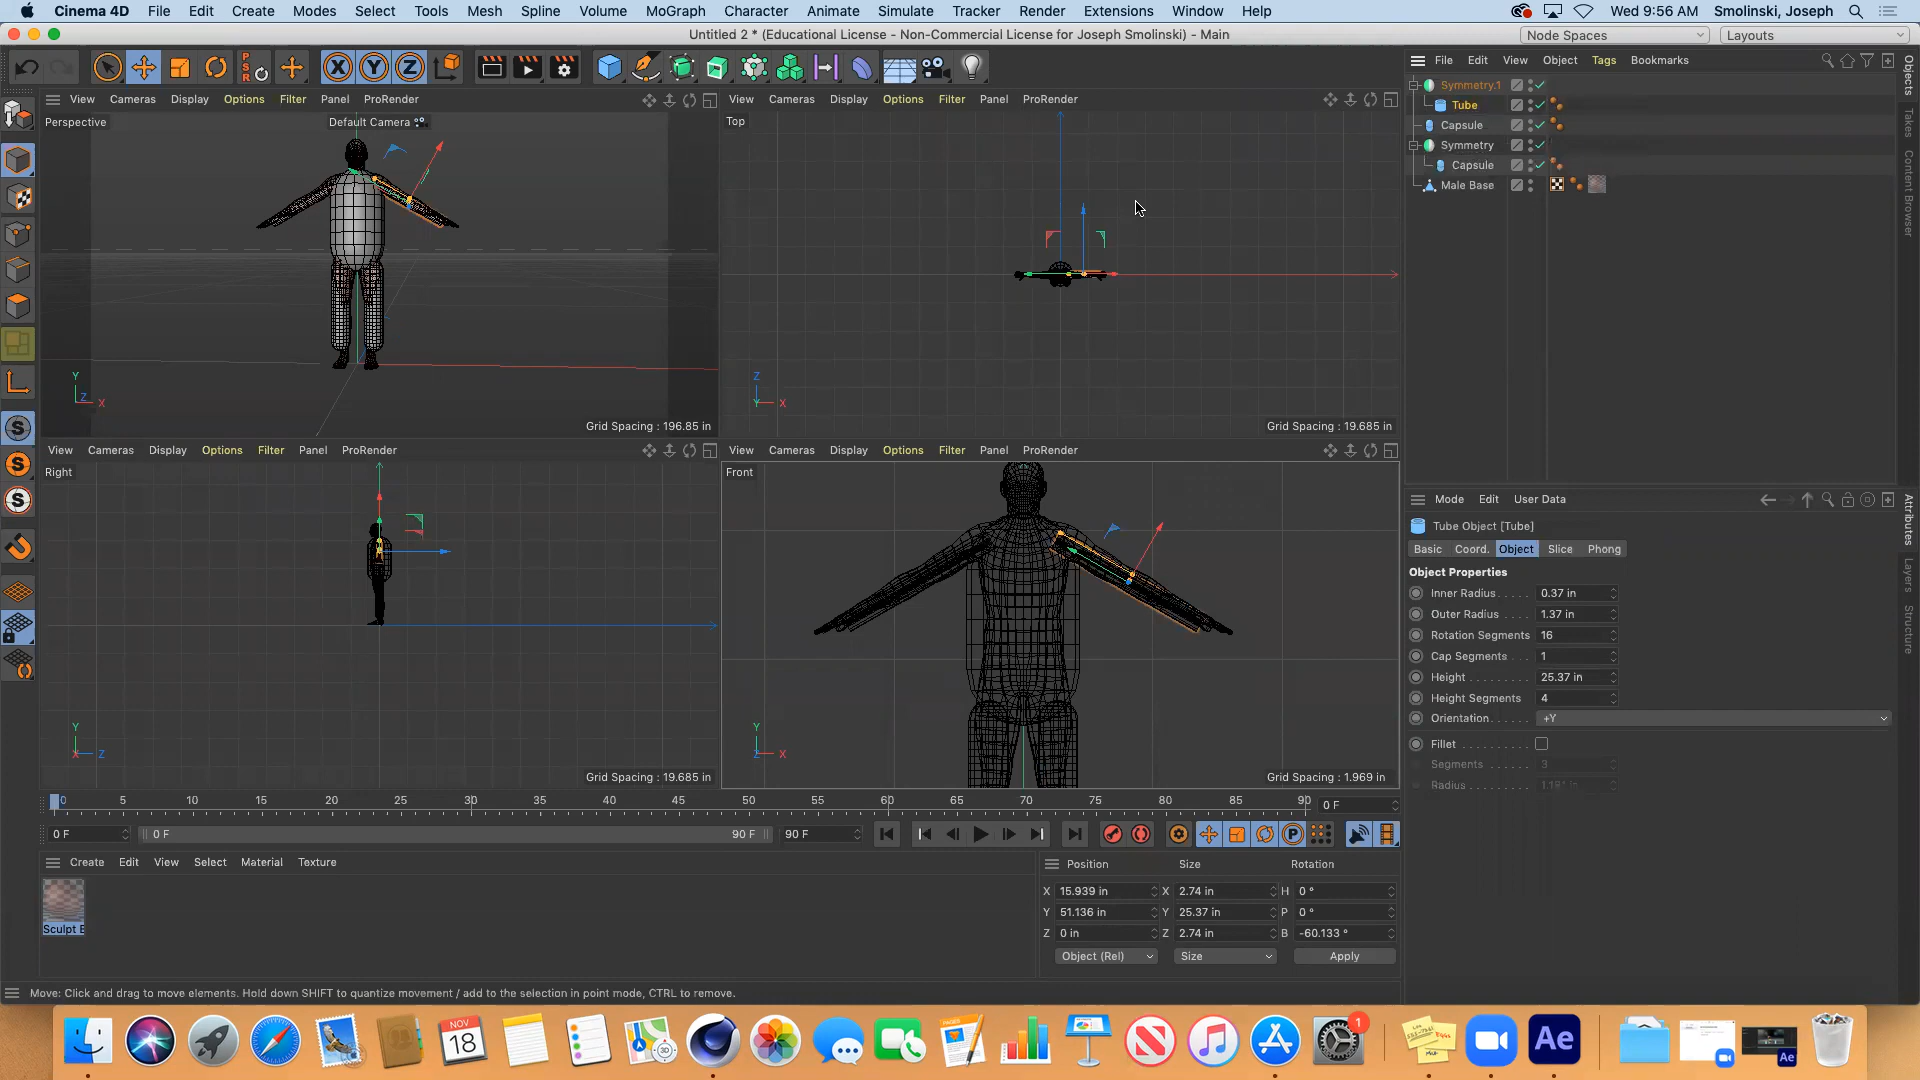 Cinema 4D File Edit Create Modes Select Tools Mesh Spline Volume MoGraph Character Animate Simulate Tracker Render Extensions Window Help Wed 9:56 AM Smolinski, Joseph
Untitled 2 * (Educational License - Non-Commercial License for Joseph Smolinski) - Main
Node Spaces Layouts
X Y Z
PSR
File Edit View Object Tags Bookmarks
View Cameras Display Options Filter Panel ProRender
View Cameras Display Options Filter Panel ProRender
Perspective
Default Camera
Top
Symmetry.1
Tube
Capsule
Symmetry
Capsule
Male Base
Objects
Takes
Content Browser
Y
Z X
Grid Spacing : 196.85 in
Z
Y X
Grid Spacing : 19.685 in
View Cameras Display Options Filter Panel ProRender
View Cameras Display Options Filter Panel ProRender
Right
Front
Y
X Z
Grid Spacing : 19.685 in
Y
Z X
Grid Spacing : 1.969 in
S
S
S
Mode Edit User Data
Tube Object [Tube]
Basic Coord. Object Slice Phong
Object Properties
Inner Radius . . . . . 0.37 in
Outer Radius . . . . 1.37 in
Rotation Segments 16
Cap Segments . . . 1
Height . . . . . . . . . 25.37 in
Height Segments 4
Orientation . . . . . . +Y
Fillet . . . . . . . . .
Segments . . . . . . 3
Radius . . . . . . . .
Attributes
Layers
Structure
0 5 10 15 20 25 30 35 40 45 50 55 60 65 70 75 80 85 90 0 F
0 F 0 F 90 F 90 F
P
Create Edit View Select Material Texture
Sculpt B
Position Size Rotation
X 15.939 in X 2.74 in H 0 °
Y 51.136 in Y 25.37 in P 0 °
Z 0 in Z 2.74 in B -60.133 °
Object (Rel) Size Apply
Move: Click and drag to move elements. Hold down SHIFT to quantize movement / add to the selection in point mode, CTRL to remove.
NOV
18
1
Ae
Ae